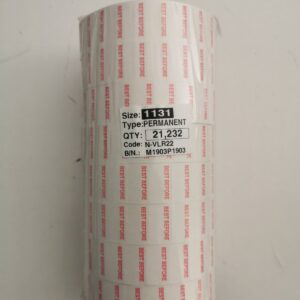 BEST BEFORE
Size: 1131
Type: PERMANENT
QTY: 21,232
Code: N-VLR22
B/N.: M1903P1903